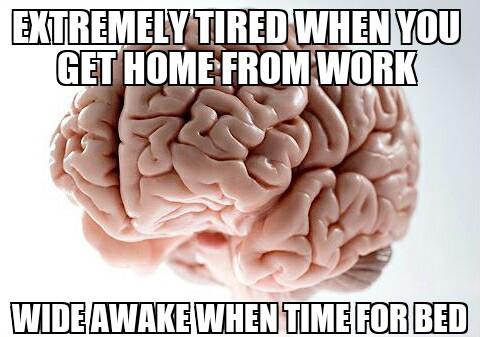 EXTREMELY TIRED WHEN YOU
GET HOME FROM WORK
WIDE AWAKE WHEN TIME FOR BED